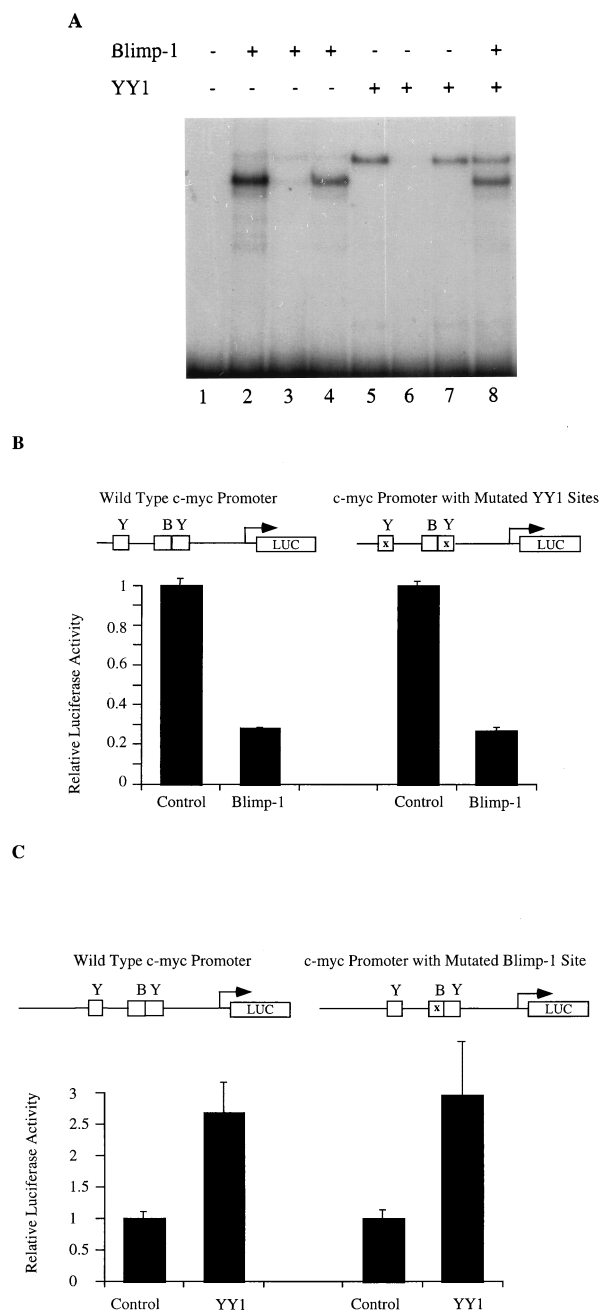 A
Blimp-1 - + + + - - - +
YY1 - - - - + + + +
1 2 3 4 5 6 7 8
B
Wild Type c-myc Promoter
c-myc Promoter with Mutated YY1 Sites
Y B Y
Y B Y
LUC
x x LUC
Relative Luciferase Activity
1
0.8
0.6
0.4
0.2
0
Control Blimp-1 Control Blimp-1
C
Wild Type c-myc Promoter
c-myc Promoter with Mutated Blimp-1 Site
Y B Y
Y B Y
LUC
x LUC
Relative Luciferase Activity
3
2.5
2
1.5
1
0.5
0
Control YY1 Control YY1